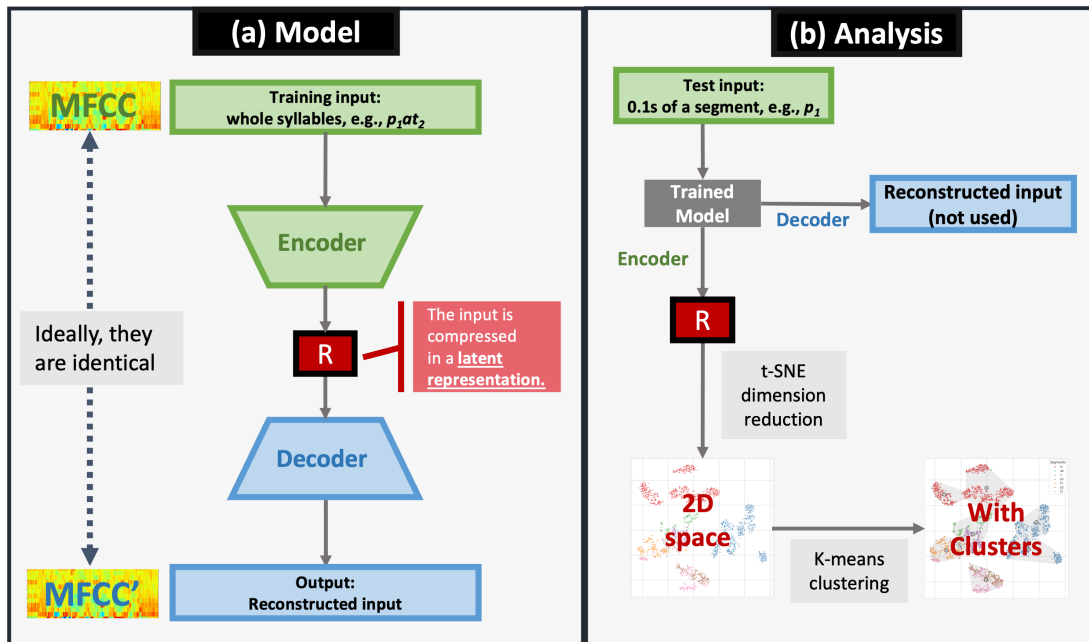 (a) Model
MFCC
Training input:
whole syllables, e.g., p₁at₂
Encoder
Ideally, they
are identical
R
The input is
compressed
in a latent
representation.
Decoder
MFCC’
Output:
Reconstructed input
(b) Analysis
Test input:
0.1s of a segment, e.g., p₁
Trained
Model
Decoder
Reconstructed input
(not used)
Encoder
R
t-SNE
dimension
reduction
2D
space
K-means
clustering
With
Clusters